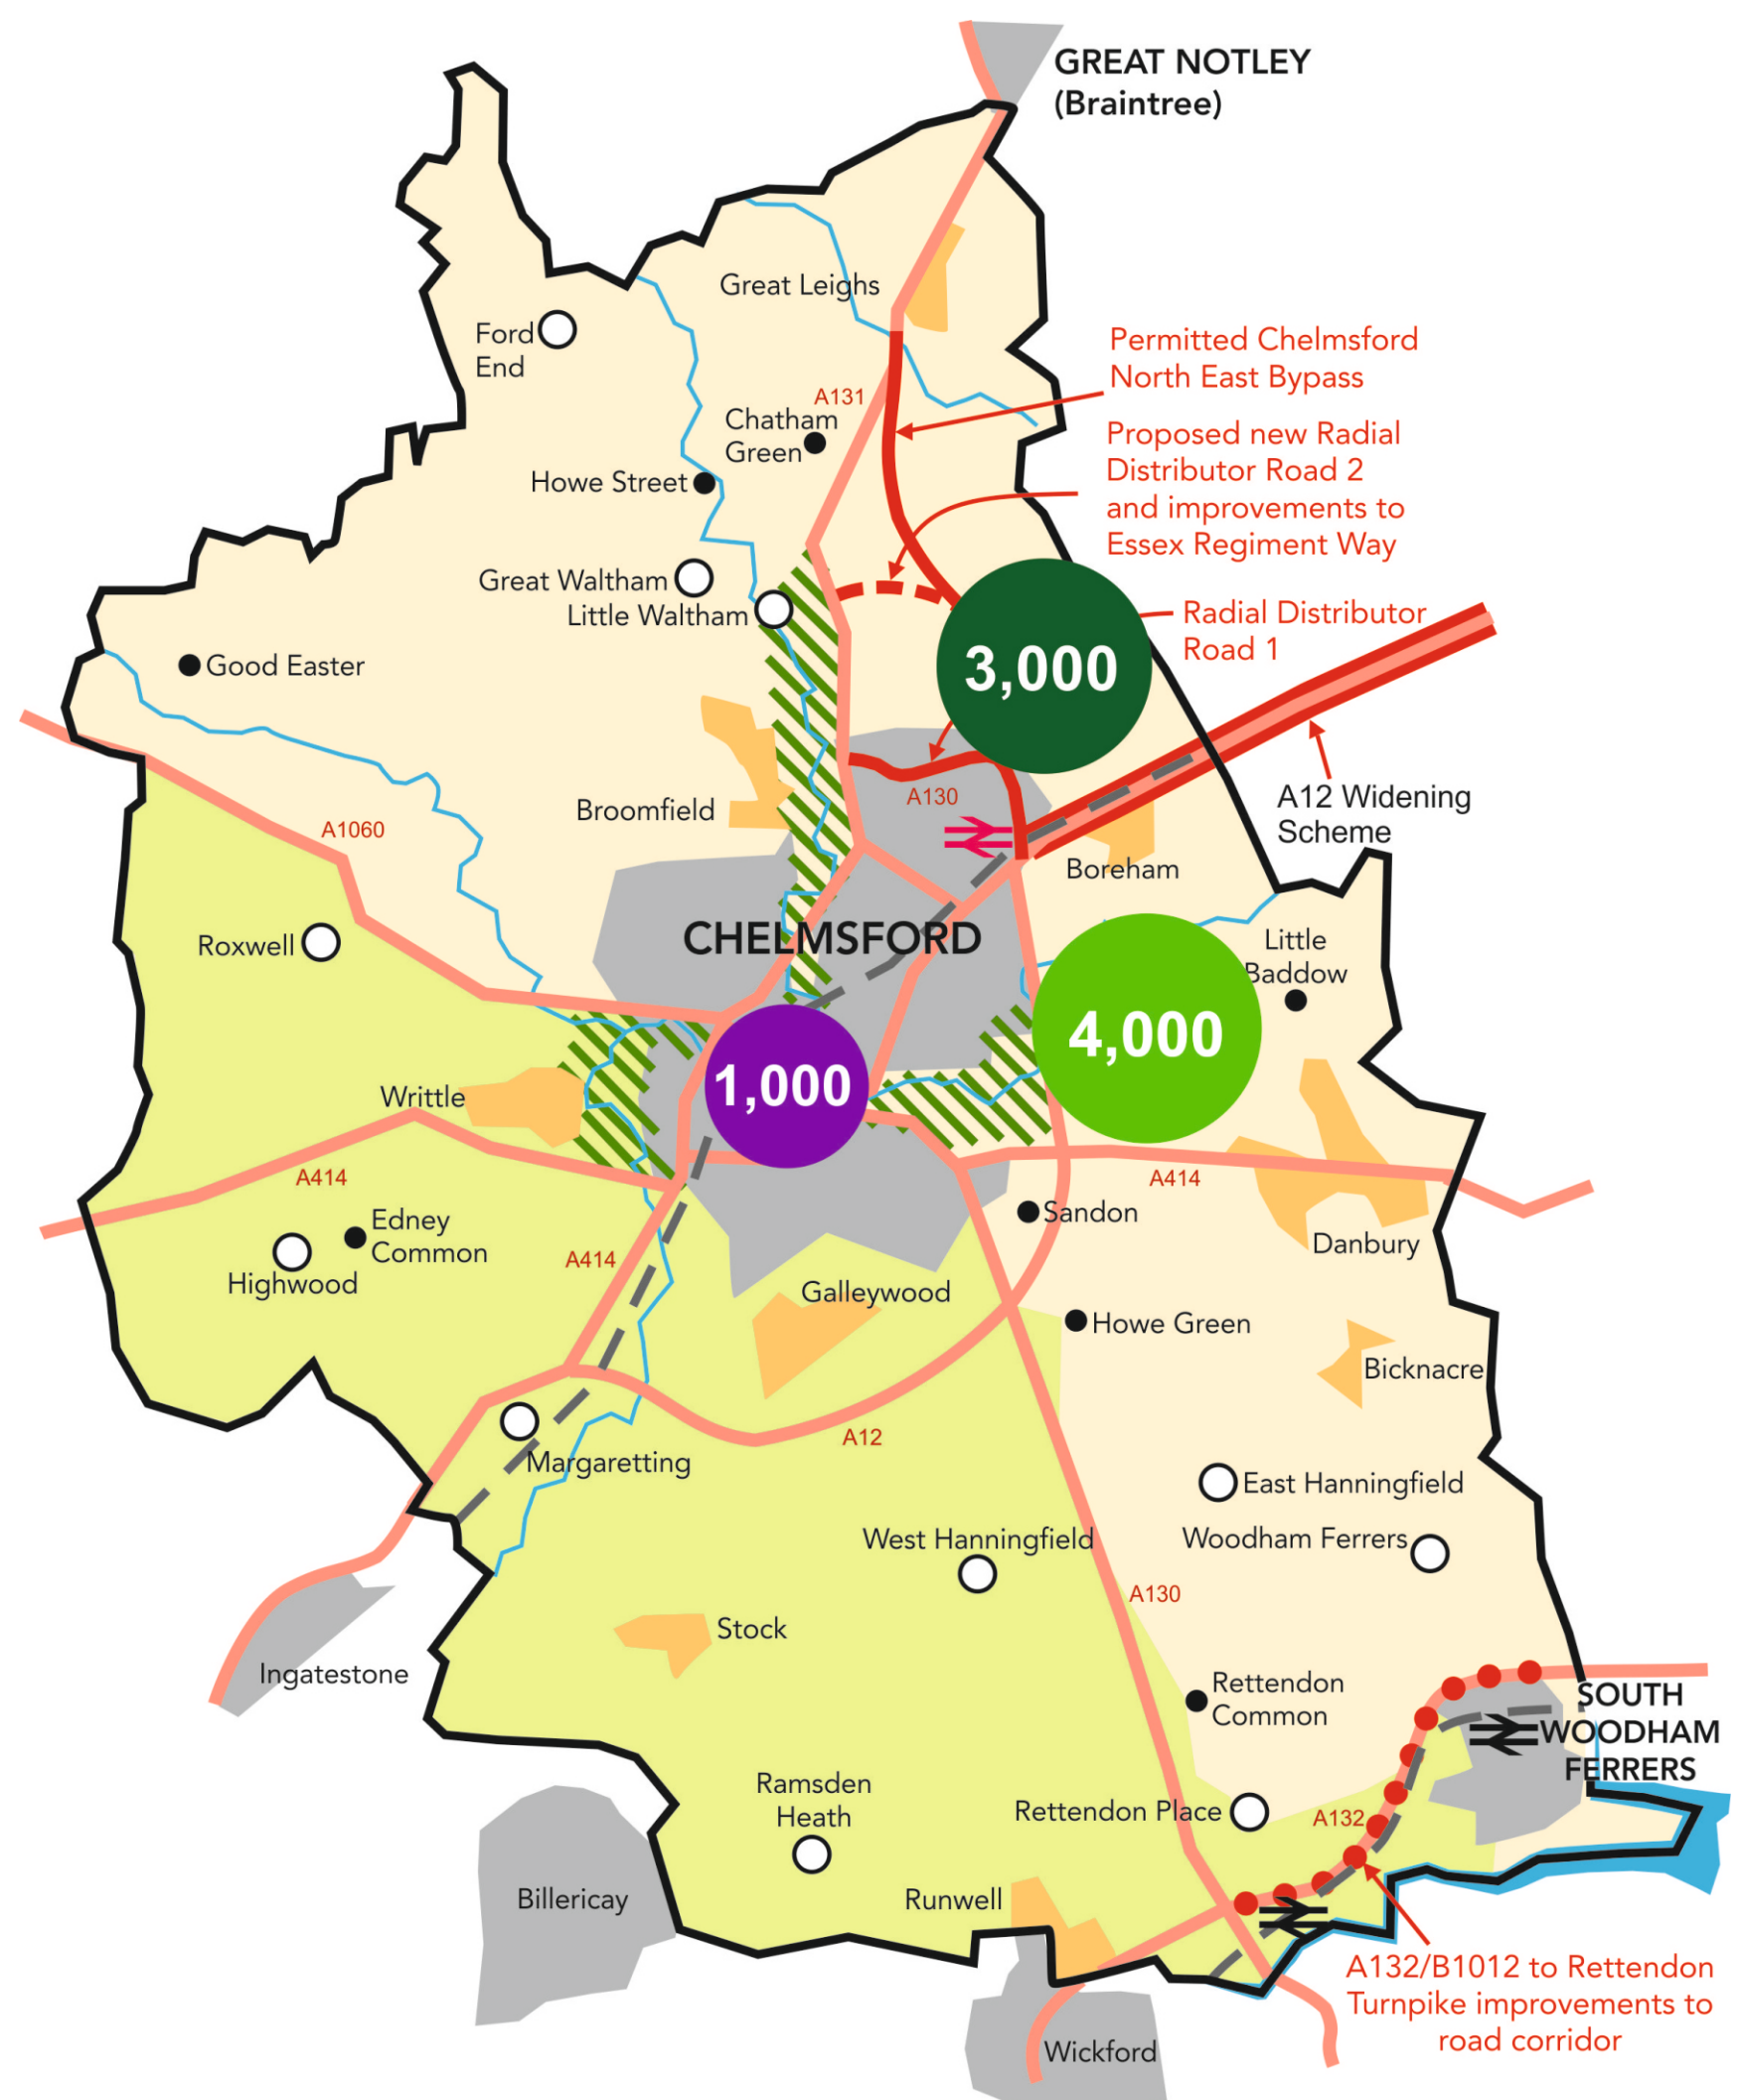 GREAT NOTLEY
(Braintree)
Great Leighs
Ford
End
Permitted Chelmsford
North East Bypass
A131
Chatham
Green
Proposed new Radial
Distributor Road 2
and improvements to
Essex Regiment Way
Howe Street
Great Waltham
Little Waltham
Radial Distributor
Road 1
Good Easter
3,000
A130
A12 Widening
Scheme
Broomfield
A1060
Boreham
CHELMSFORD
Roxwell
Little
Baddow
4,000
1,000
Writtle
A414
A414
Sandon
Edney
Common
Highwood
A414
Danbury
Galleywood
Howe Green
Bicknacre
A12
Margaretting
East Hanningfield
West Hanningfield
Woodham Ferrers
A130
Stock
Ingatestone
Rettendon
Common
SOUTH
WOODHAM
FERRERS
Ramsden
Heath
Rettendon Place
A132
Billericay
Runwell
A132/B1012 to Rettendon
Turnpike improvements to
road corridor
Wickford